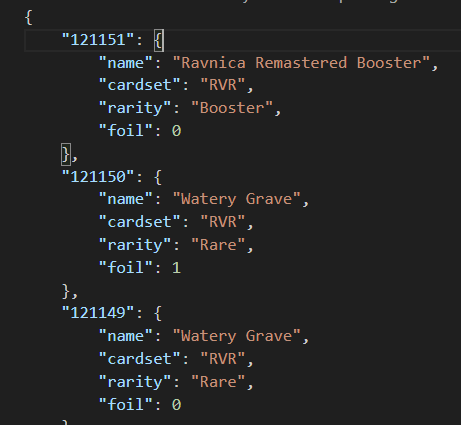 {
    "121151": {
        "name": "Ravnica Remastered Booster",
        "cardset": "RVR",
        "rarity": "Booster",
        "foil": 0
    },
    "121150": {
        "name": "Watery Grave",
        "cardset": "RVR",
        "rarity": "Rare",
        "foil": 1
    },
    "121149": {
        "name": "Watery Grave",
        "cardset": "RVR",
        "rarity": "Rare",
        "foil": 0